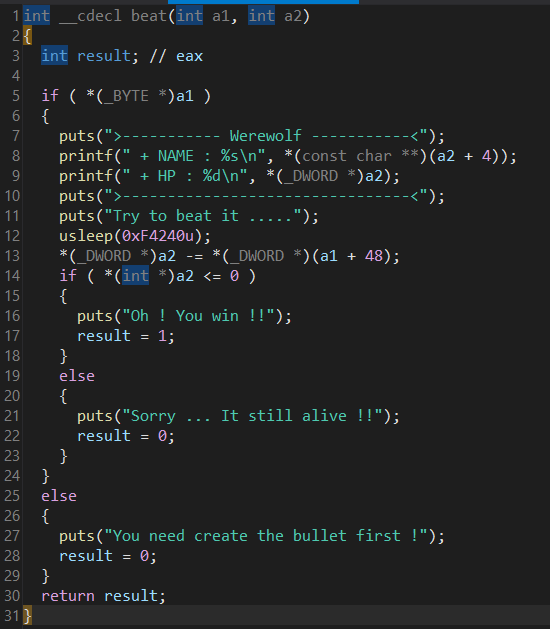 1 int __cdecl beat(int a1, int a2)
2 {
3   int result; // eax
4
5   if ( *(_BYTE *)a1 )
6   {
7     puts(">----------- Werewolf -----------<");
8     printf(" + NAME : %s\n", *(const char **)(a2 + 4));
9     printf(" + HP : %d\n", *(_DWORD *)a2);
10     puts(">--------------------------------<");
11     puts("Try to beat it .....");
12     usleep(0xF4240u);
13     *(_DWORD *)a2 -= *(_DWORD *)(a1 + 48);
14     if ( *(int *)a2 <= 0 )
15     {
16       puts("Oh ! You win !!");
17       result = 1;
18     }
19     else
20     {
21       puts("Sorry ... It still alive !!");
22       result = 0;
23     }
24   }
25   else
26   {
27     puts("You need create the bullet first !");
28     result = 0;
29   }
30   return result;
31 }